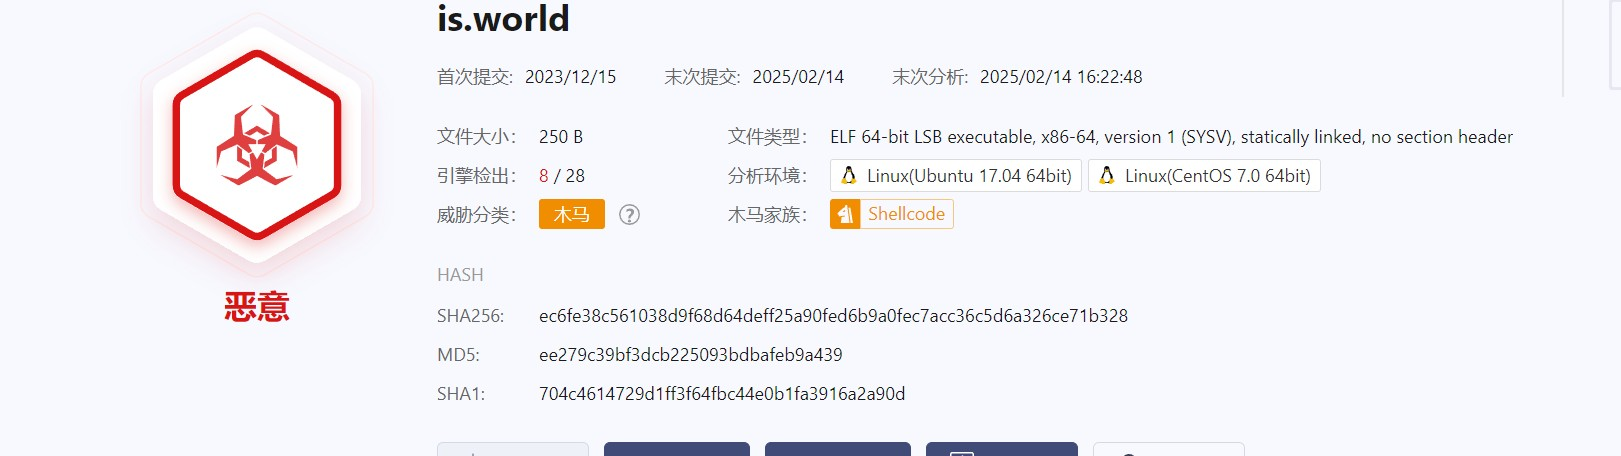 is.world
首次提交: 2023/12/15 末次提交: 2025/02/14 末次分析: 2025/02/14 16:22:48
文件大小: 250 B 文件类型: ELF 64-bit LSB executable, x86-64, version 1 (SYSV), statically linked, no section header
引擎检出: 8 / 28 分析环境: Linux(Ubuntu 17.04 64bit) Linux(CentOS 7.0 64bit)
威胁分类: 木马 ? 木马家族: Shellcode
HASH
恶意
SHA256: ec6fe38c561038d9f68d64deff25a90fed6b9a0fec7acc36c5d6a326ce71b328
MD5: ee279c39bf3dcb225093bdbafeb9a439
SHA1: 704c4614729d1ff3f64fbc44e0b1fa3916a2a90d